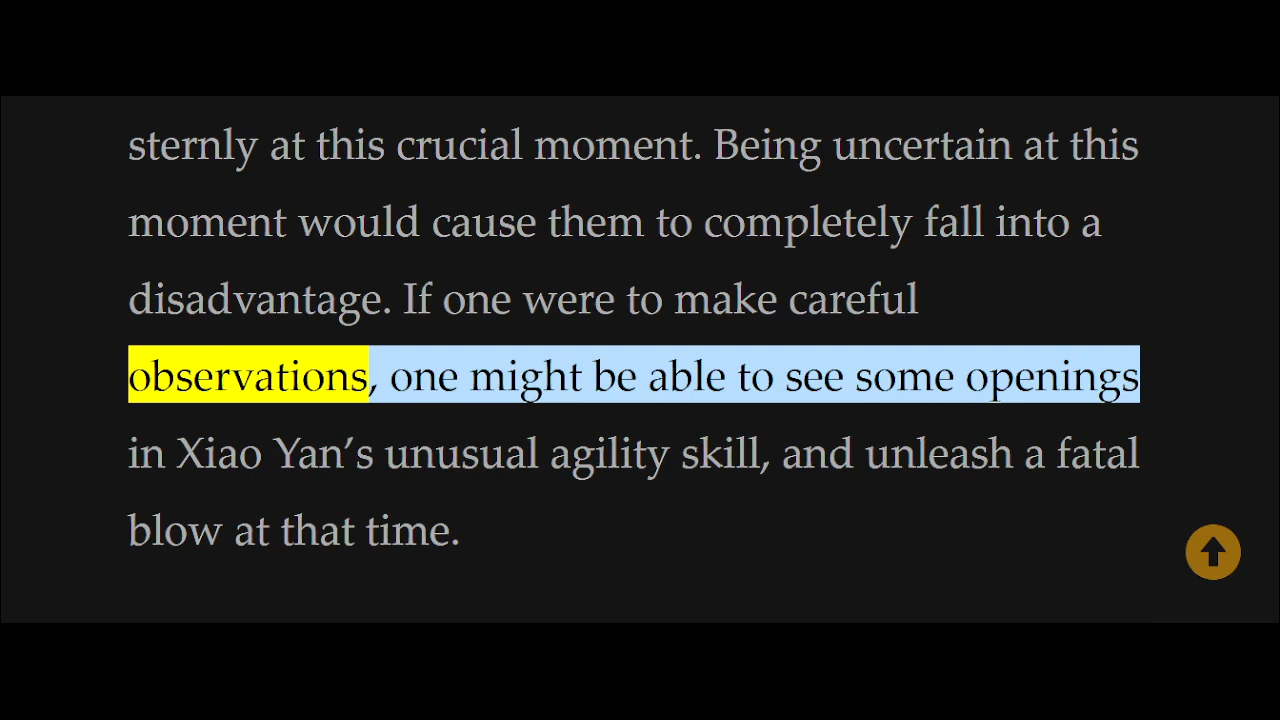 sternly at this crucial moment. Being uncertain at this
moment would cause them to completely fall into a
disadvantage. If one were to make careful
observations, one might be able to see some openings
in Xiao Yan’s unusual agility skill, and unleash a fatal
blow at that time.